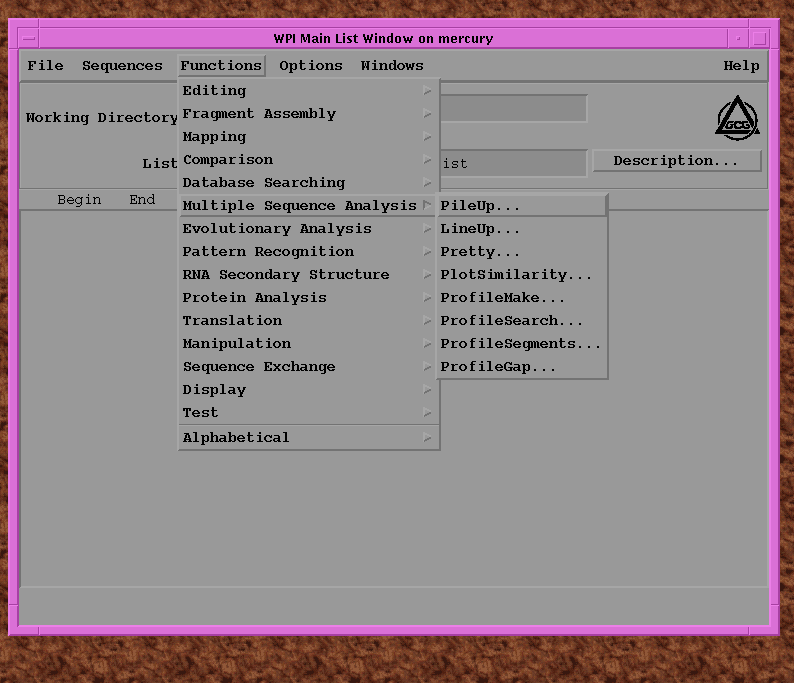 WPI Main List Window on mercury
File Sequences Functions Options Windows Help
Editing
Working Directory
Fragment Assembly
GCG
Mapping
List
Comparison
ist
Description...
Database Searching
Begin End
Multiple Sequence Analysis
PileUp...
Evolutionary Analysis
LineUp...
Pattern Recognition
Pretty...
RNA Secondary Structure
PlotSimilarity...
Protein Analysis
ProfileMake...
Translation
ProfileSearch...
Manipulation
ProfileSegments...
Sequence Exchange
ProfileGap...
Display
Test
Alphabetical